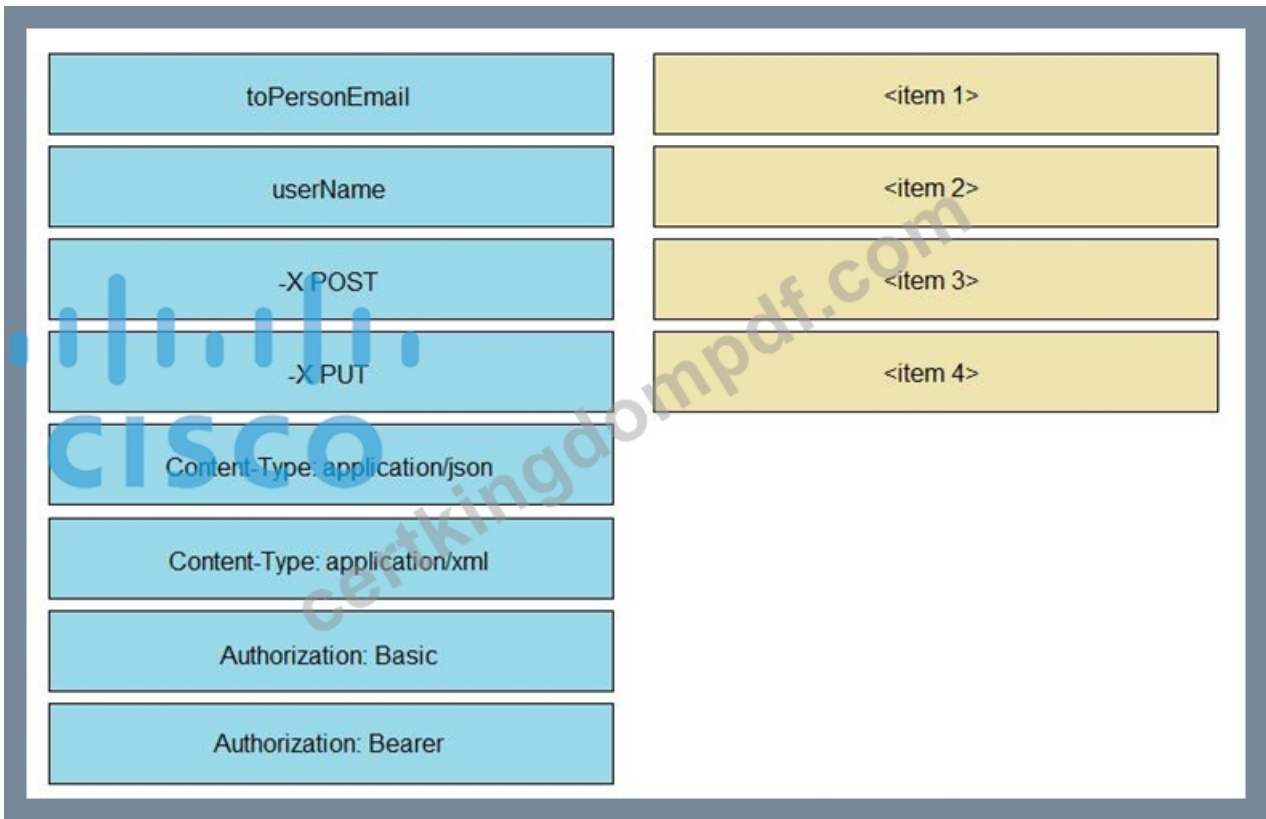 toPersonEmail
<item 1>
userName
<item 2>
-X POST
<item 3>
-X PUT
<item 4>
Content-Type: application/json
Content-Type: application/xml
Authorization: Basic
Authorization: Bearer
CISCO
certkingdompdf.com